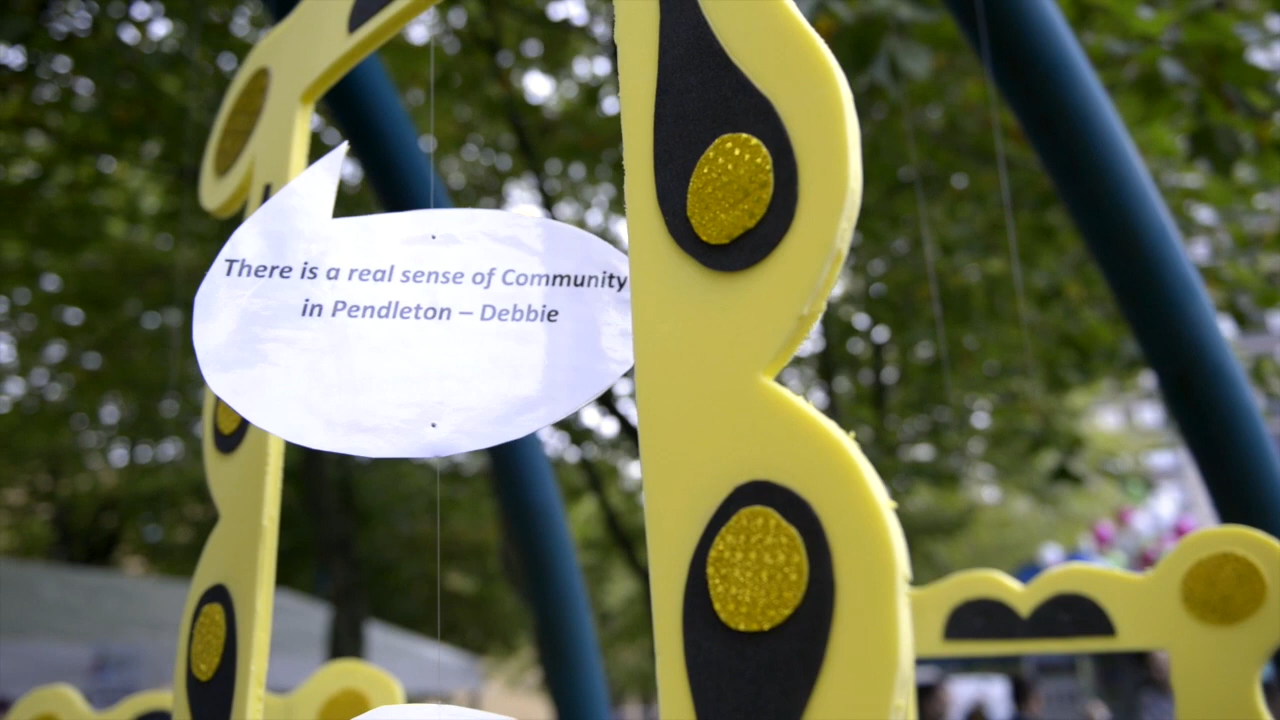 There is a real sense of Community
in Pendleton – Debbie